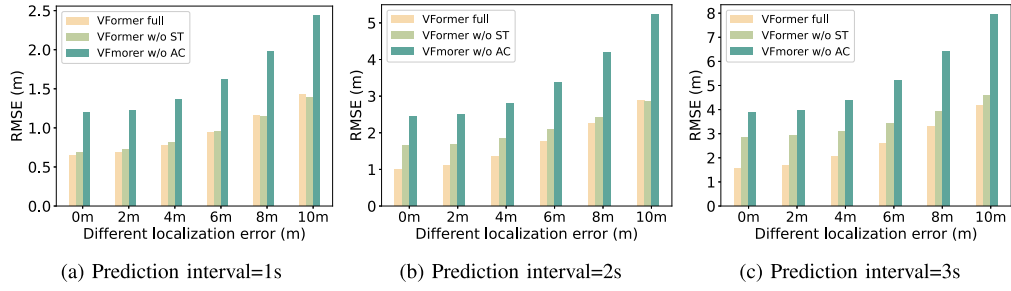 2.5
2.0
1.5
1.0
0.5
0.0
RMSE (m)
VFormer full
VFormer w/o ST
VFmorer w/o AC
0m 2m 4m 6m 8m 10m
Different localization error (m)
(a) Prediction interval=1s
5
4
3
2
1
0
RMSE (m)
VFormer full
VFormer w/o ST
VFmorer w/o AC
0m 2m 4m 6m 8m 10m
Different localization error (m)
(b) Prediction interval=2s
8
7
6
5
4
3
2
1
0
RMSE (m)
VFormer full
VFormer w/o ST
VFmorer w/o AC
0m 2m 4m 6m 8m 10m
Different localization error (m)
(c) Prediction interval=3s